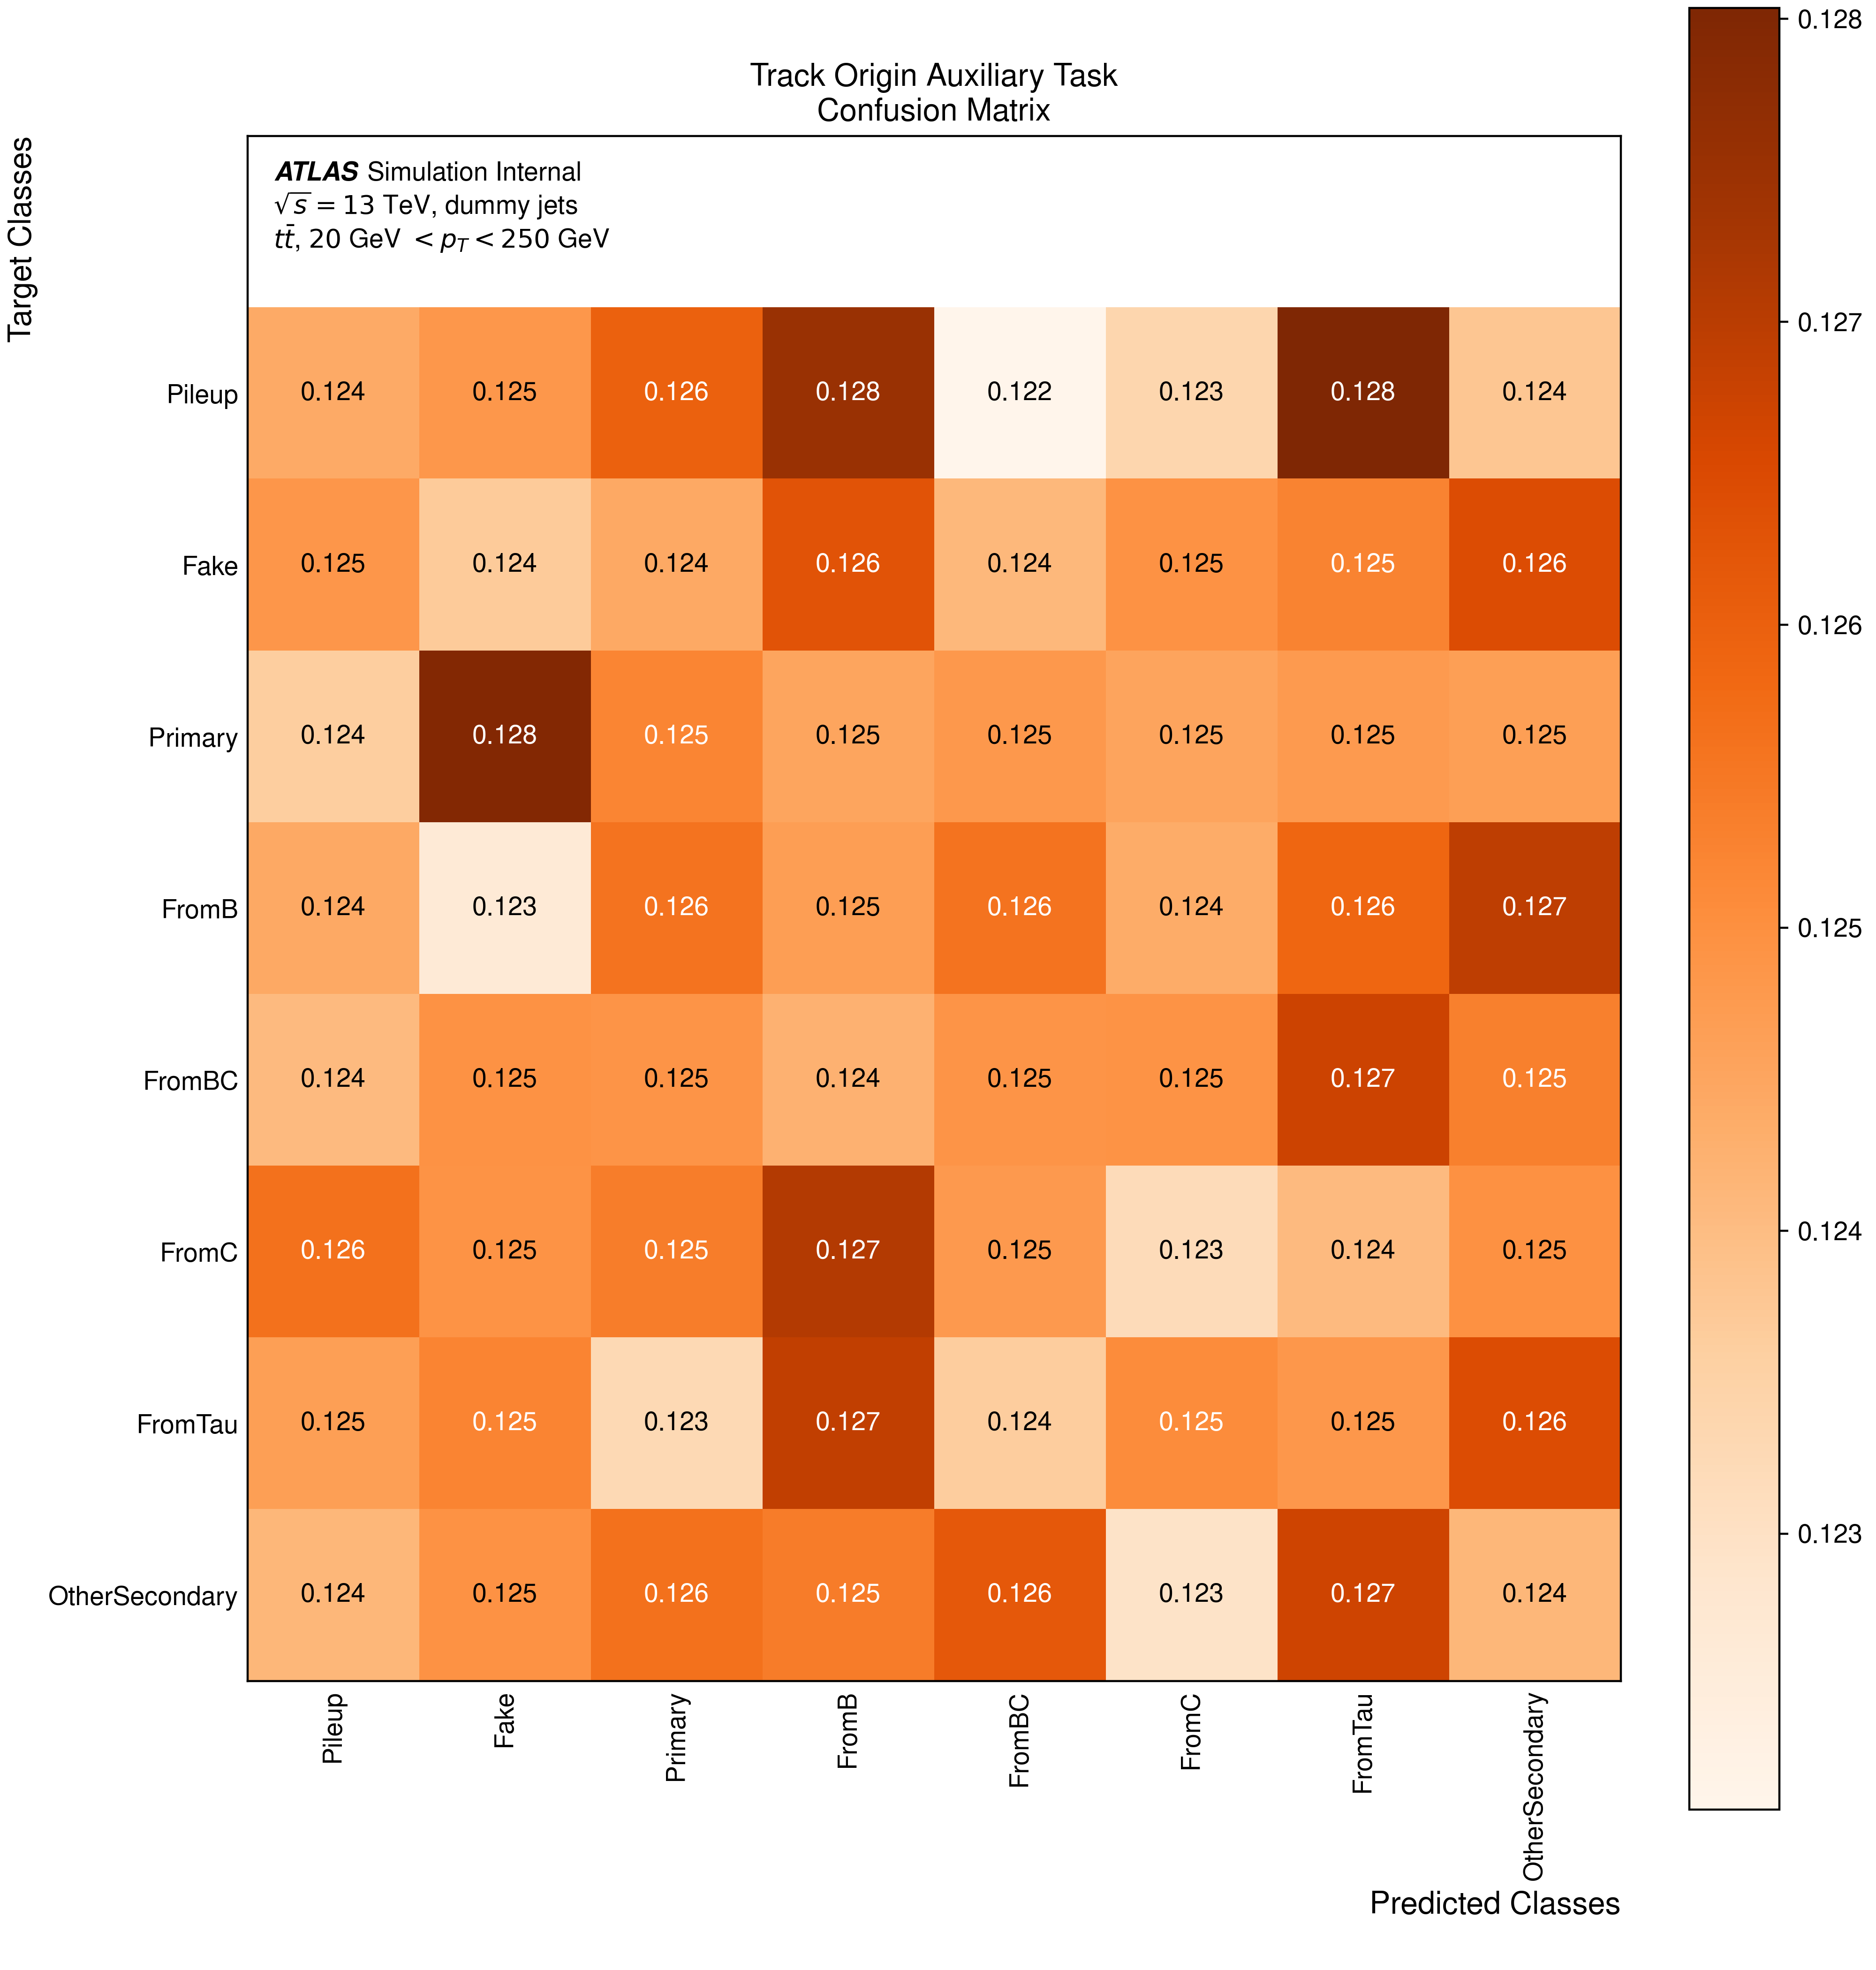 Track Origin Auxiliary Task
Confusion Matrix
Target Classes
ATLAS Simulation Internal
√s = 13 TeV, dummy jets
tt̄, 20 GeV < p_T < 250 GeV
Pileup 0.124 0.125 0.126 0.128 0.122 0.123 0.128 0.124
Fake 0.125 0.124 0.124 0.126 0.124 0.125 0.125 0.126
Primary 0.124 0.128 0.125 0.125 0.125 0.125 0.125 0.125
FromB 0.124 0.123 0.126 0.125 0.126 0.124 0.126 0.127
FromBC 0.124 0.125 0.125 0.124 0.125 0.125 0.127 0.125
FromC 0.126 0.125 0.125 0.127 0.125 0.123 0.124 0.125
FromTau 0.125 0.125 0.123 0.127 0.124 0.125 0.125 0.126
OtherSecondary 0.124 0.125 0.126 0.125 0.126 0.123 0.127 0.124
Pileup Fake Primary FromB FromBC FromC FromTau OtherSecondary
Predicted Classes
0.128
0.127
0.126
0.125
0.124
0.123